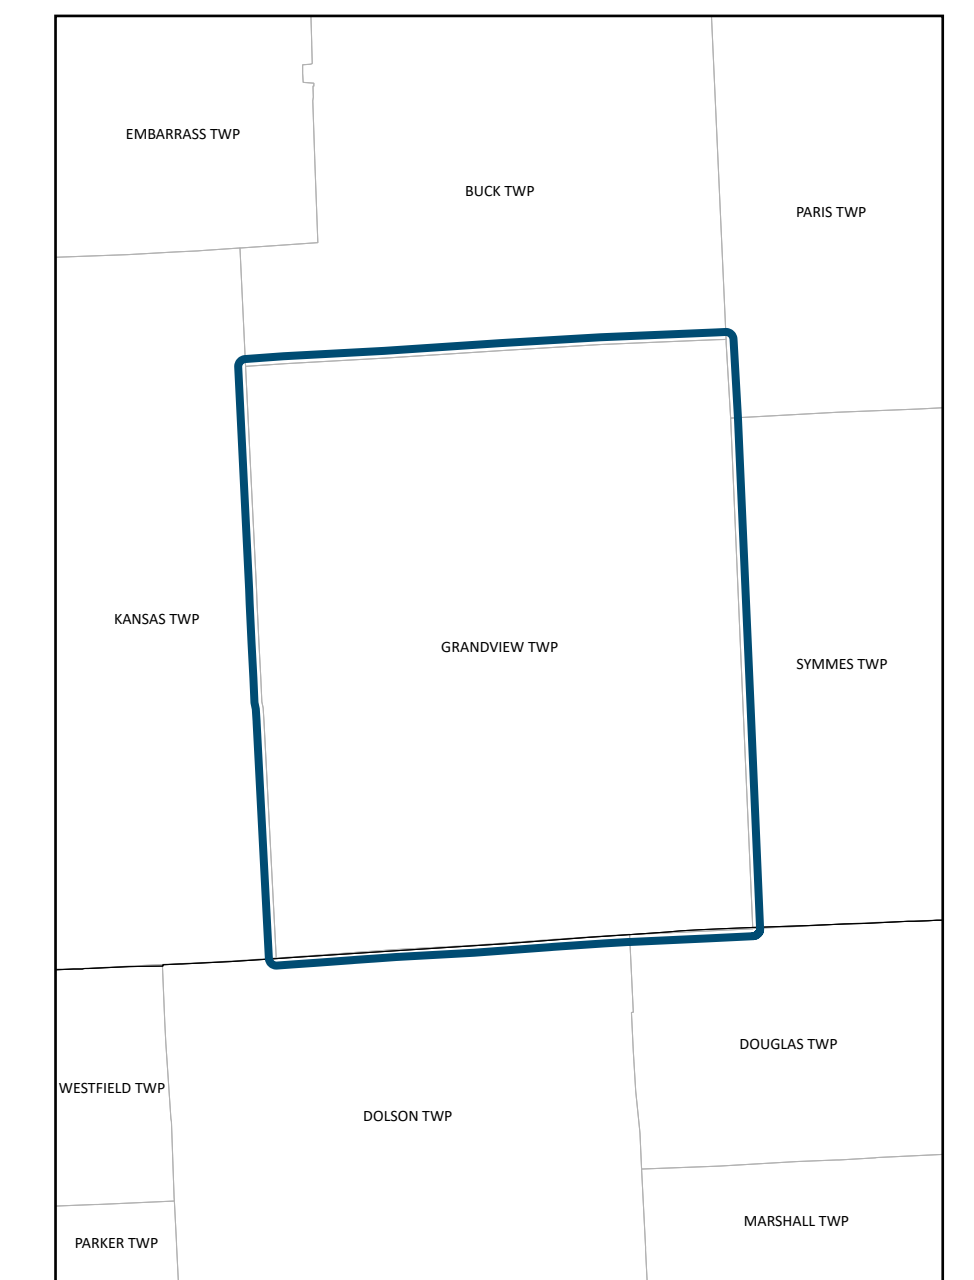 EMBARRASS TWP
BUCK TWP
PARIS TWP
KANSAS TWP
GRANDVIEW TWP
SYMMES TWP
DOUGLAS TWP
WESTFIELD TWP
DOLSON TWP
MARSHALL TWP
PARKER TWP